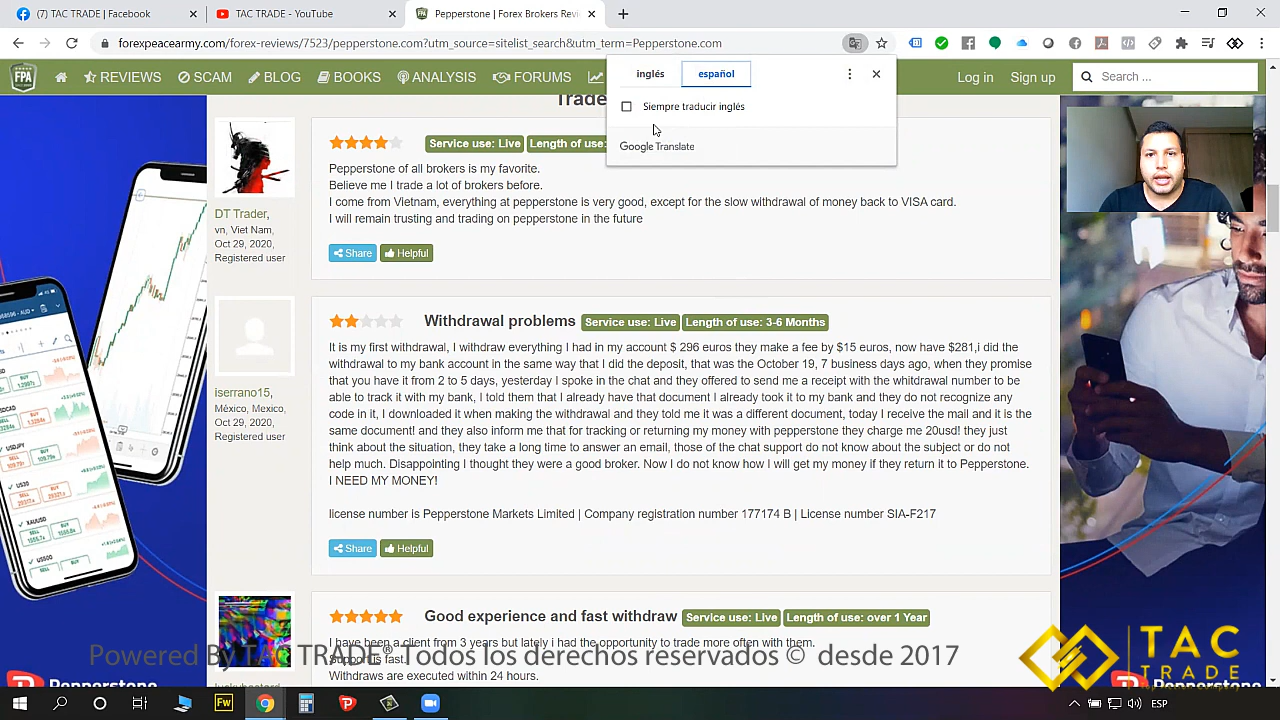 (7) TAC TRADE | Facebook
TAC TRADE - YouTube
Pepperstone | Forex Brokers Revi
forexpeacearmy.com/forex-reviews/7523/pepperstone.com?utm_source=sitelist_search&utm_term=Pepperstone.com
FPA
REVIEWS
SCAM
BLOG
BOOKS
ANALYSIS
FORUMS
Log in
Sign up
Search ...
inglés
español
Siempre traducir inglés
Google Translate
Trade
Service use: Live
Length of use:
Pepperstone of all brokers is my favorite.
Believe me I trade a lot of brokers before.
I come from Vietnam, everything at pepperstone is very good, except for the slow withdrawal of money back to VISA card.
I will remain trusting and trading on pepperstone in the future
Share
Helpful
DT Trader,
vn, Viet Nam,
Oct 29, 2020,
Registered user
Withdrawal problems
Service use: Live
Length of use: 3-6 Months
It is my first withdrawal, I withdraw everything I had in my account $ 296 euros they make a fee by $15 euros, now have $281,i did the
withdrawal to my bank account in the same way that I did the deposit, that was the October 19, 7 business days ago, when they promise
that you have it from 2 to 5 days, yesterday I spoke in the chat and they offered to send me a receipt with the whidrawal number to be
able to track it with my bank, I told them that I already have that document I already took it to my bank and they do not recognize any
code in it, I downloaded it when making the withdrawal and they told me it was a different document, today I receive the mail and it is the
same document! and they also inform me that for tracking or returning my money with pepperstone they charge me 20usd! they just
think about the situation, they take a long time to answer an email, those of the chat support do not know about the subject or do not
help much. Disappointing I thought they were a good broker. Now I do not know how I will get my money if they return it to Pepperstone.
I NEED MY MONEY!
license number is Pepperstone Markets Limited | Company registration number 177174 B | License number SIA-F217
Share
Helpful
iserrano15,
México, Mexico,
Oct 29, 2020,
Registered user
Good experience and fast withdraw
Service use: Live
Length of use: over 1 Year
I have been a client from 3 years but lately i had the opportunity to trade more often with them.
Support is fast.
Withdraws are executed within 24 hours.
Powered By TAC TRADE® Todos los derechos reservados © desde 2017
TAC
TRADE
Pepperstone
Fw
ESP